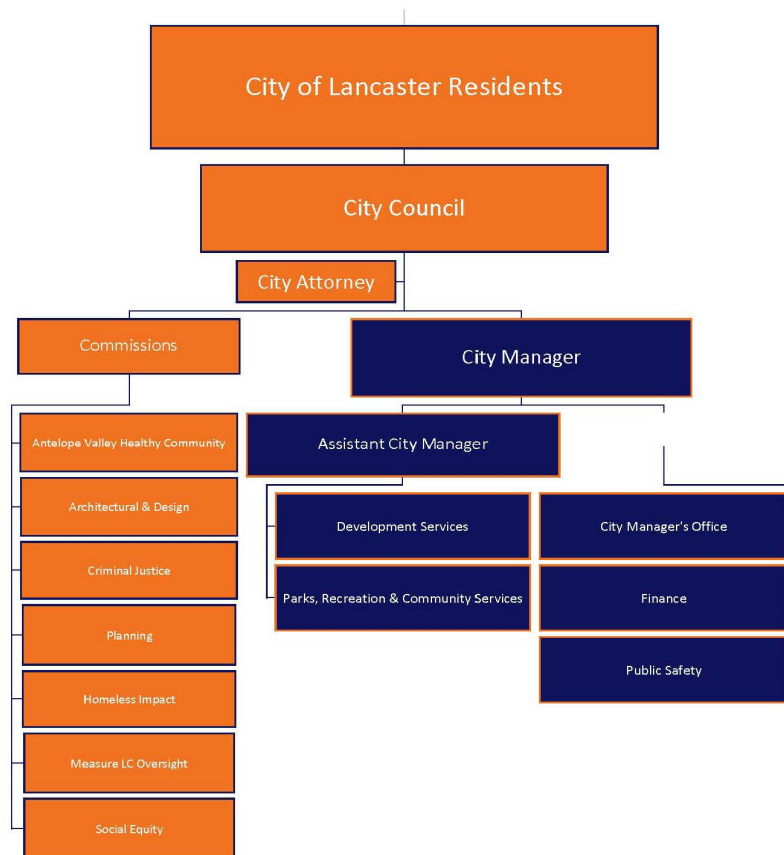 City of Lancaster Residents
City Council
City Attorney
Commissions
City Manager
Antelope Valley Healthy Community
Architectural & Design
Criminal Justice
Planning
Homeless Impact
Measure LC Oversight
Social Equity
Assistant City Manager
Development Services
Parks, Recreation & Community Services
City Manager's Office
Finance
Public Safety